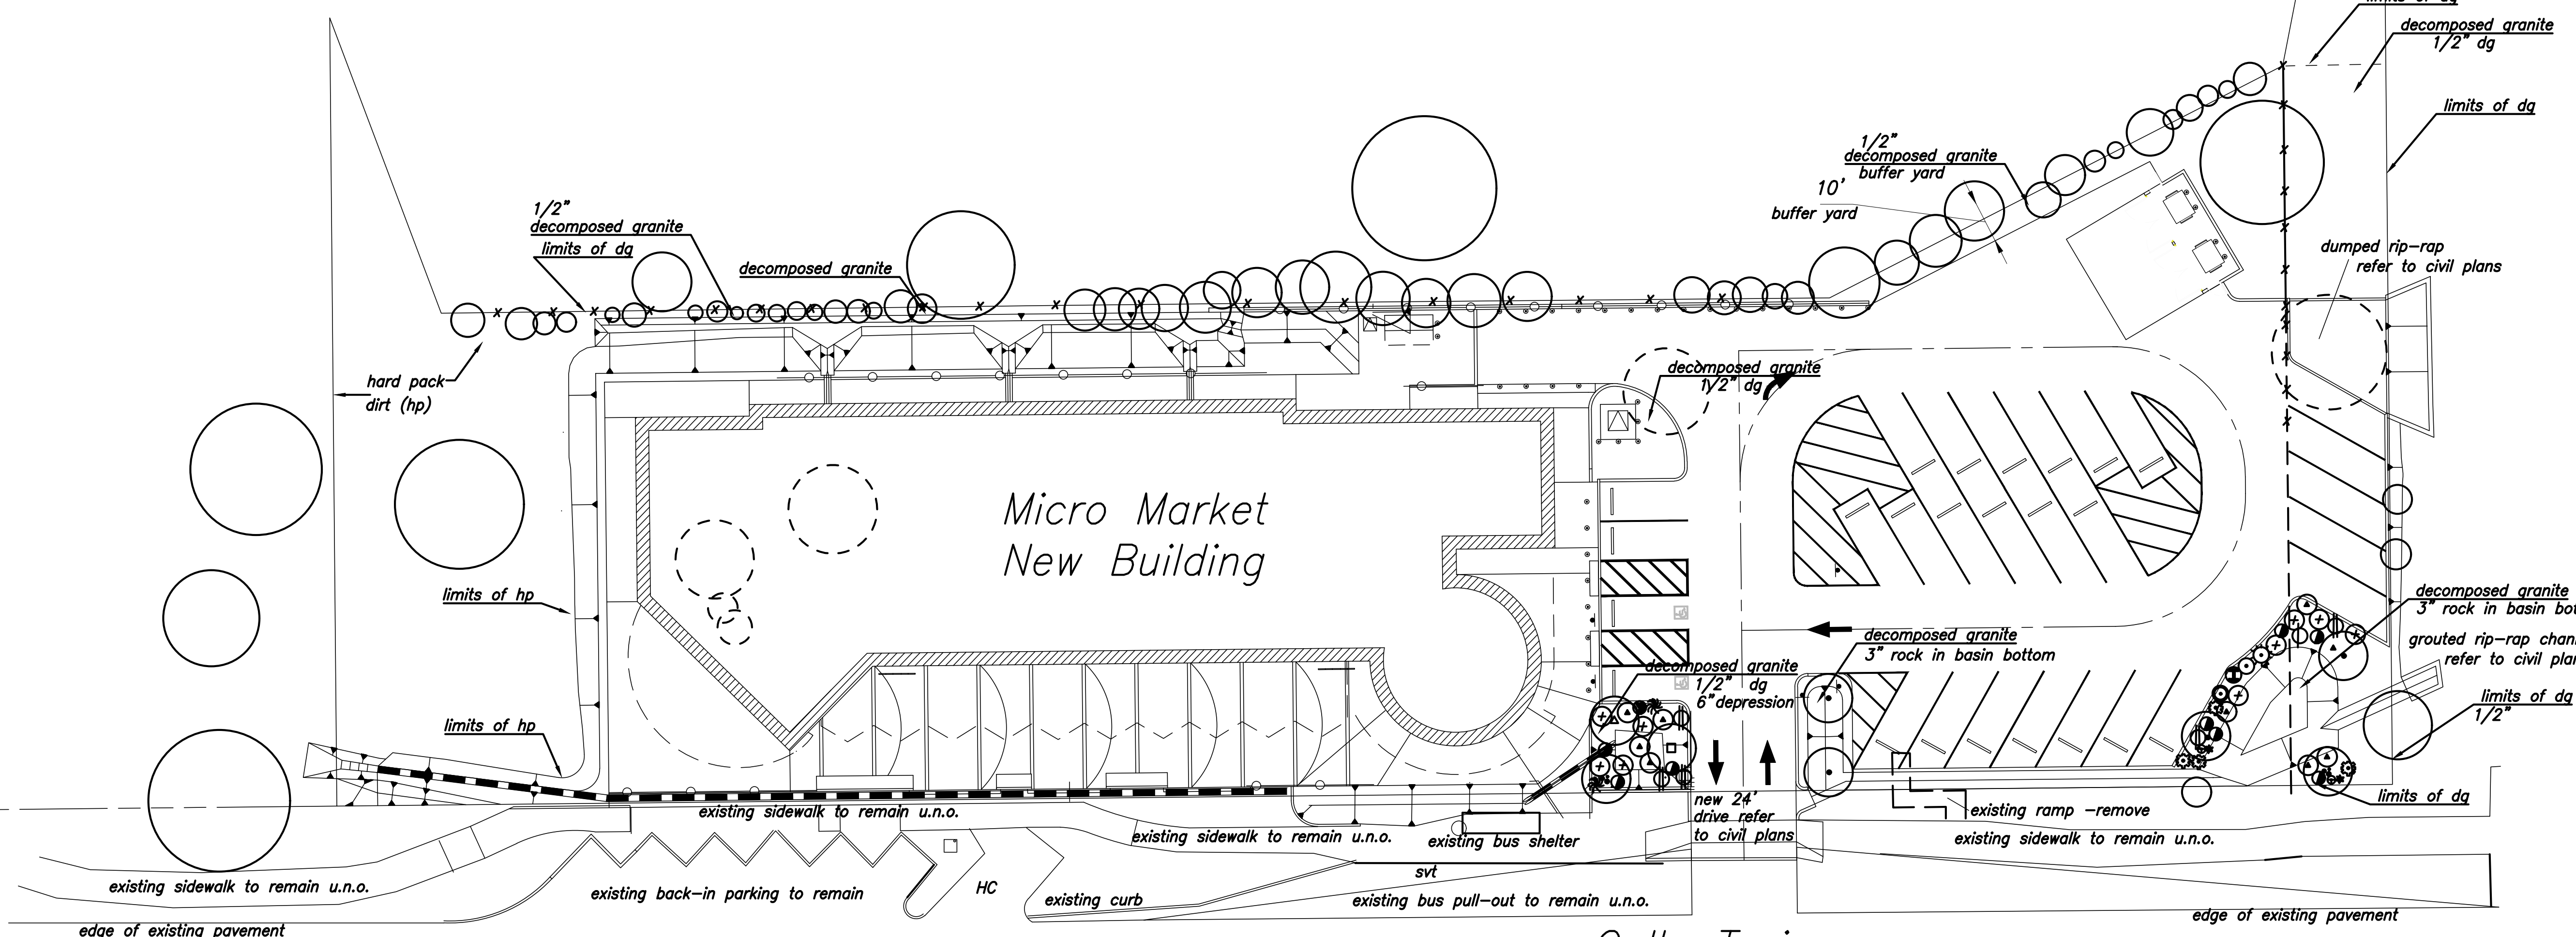 limits of dg
decomposed granite
1/2" dg
limits of dg
1/2"
decomposed granite
buffer yard
10'
buffer yard
1/2"
decomposed granite
limits of dg
decomposed granite
dumped rip-rap
refer to civil plans
hard pack
dirt (hp)
decomposed granite
1/2" dg
Micro Market
New Building
limits of hp
decomposed granite
3" rock in basin
grouted rip-rap
refer to civil
decomposed granite
3" rock in basin bottom
decomposed granite
1/2" dg
6" depression
limits of dg
1/2"
limits of hp
limits of dg
new 24'
drive refer
to civil plans
existing ramp -remove
existing sidewalk to remain u.n.o.
existing sidewalk to remain u.n.o.
existing bus shelter
existing sidewalk to remain u.n.o.
existing sidewalk to remain u.n.o.
existing back-in parking to remain
HC
svt
existing curb
existing bus pull-out to remain u.n.o.
edge of existing pavement
edge of existing pavement